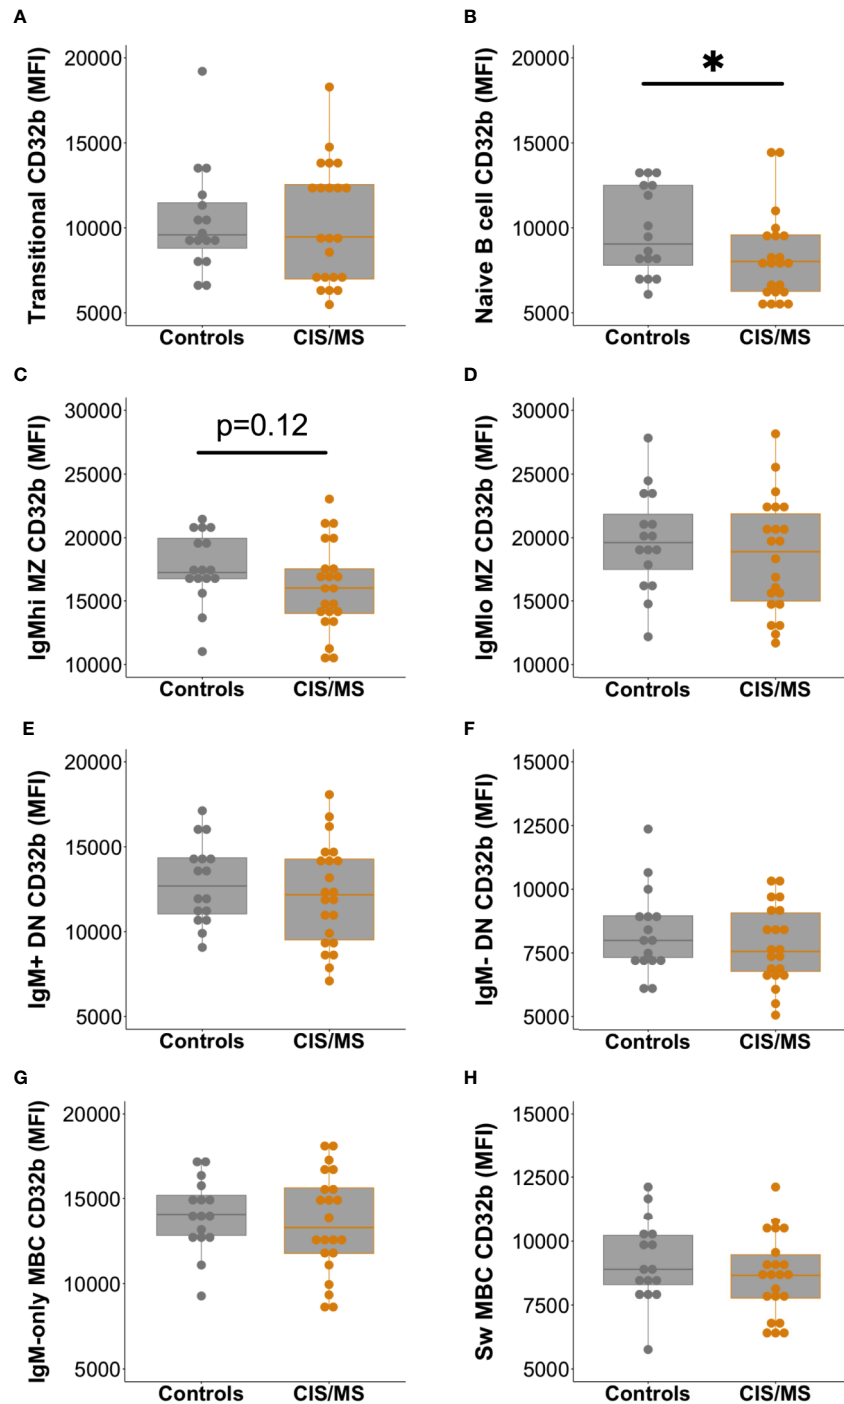 A
Transitional CD32b (MFI)
20000
15000
10000
5000
Controls CIS/MS
B
Naive B cell CD32b (MFI)
20000
15000
10000
5000
*
Controls CIS/MS
C
IgMhi MZ CD32b (MFI)
30000
25000
20000
15000
10000
p=0.12
Controls CIS/MS
D
IgMlo MZ CD32b (MFI)
30000
25000
20000
15000
10000
Controls CIS/MS
E
IgM+ DN CD32b (MFI)
20000
15000
10000
5000
Controls CIS/MS
F
IgM- DN CD32b (MFI)
15000
12500
10000
7500
5000
Controls CIS/MS
G
IgM-only MBC CD32b (MFI)
20000
15000
10000
5000
Controls CIS/MS
H
Sw MBC CD32b (MFI)
15000
12500
10000
7500
5000
Controls CIS/MS